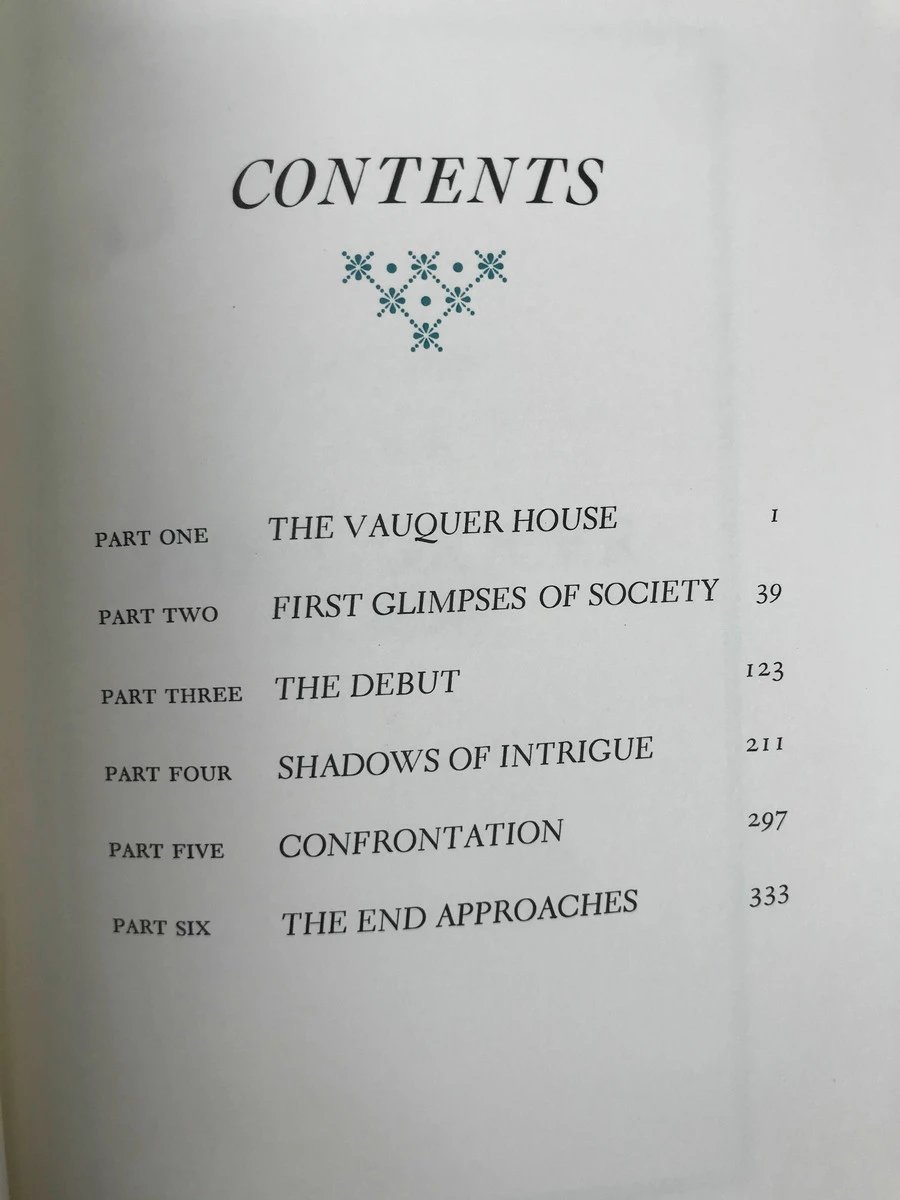 CONTENTS
PART ONE THE VAUQUER HOUSE 1
PART TWO FIRST GLIMPSES OF SOCIETY 39
PART THREE THE DEBUT 123
PART FOUR SHADOWS OF INTRIGUE 211
PART FIVE CONFRONTATION 297
PART SIX THE END APPROACHES 333